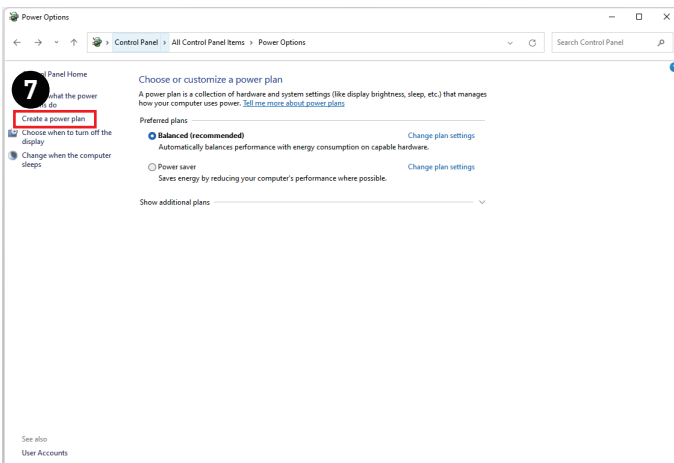 Power Options
Control Panel > All Control Panel Items > Power Options
Search Control Panel
7
Panel Home
what the power
do
Create a power plan
Choose when to turn off the
display
Change when the computer
sleeps
Choose or customize a power plan
A power plan is a collection of hardware and system settings (like display brightness, sleep, etc.) that manages
how your computer uses power. Tell me more about power plans
Preferred plans
Balanced (recommended) Change plan settings
Automatically balances performance with energy consumption on capable hardware.
Power saver Change plan settings
Saves energy by reducing your computer's performance where possible.
Show additional plans
See also
User Accounts